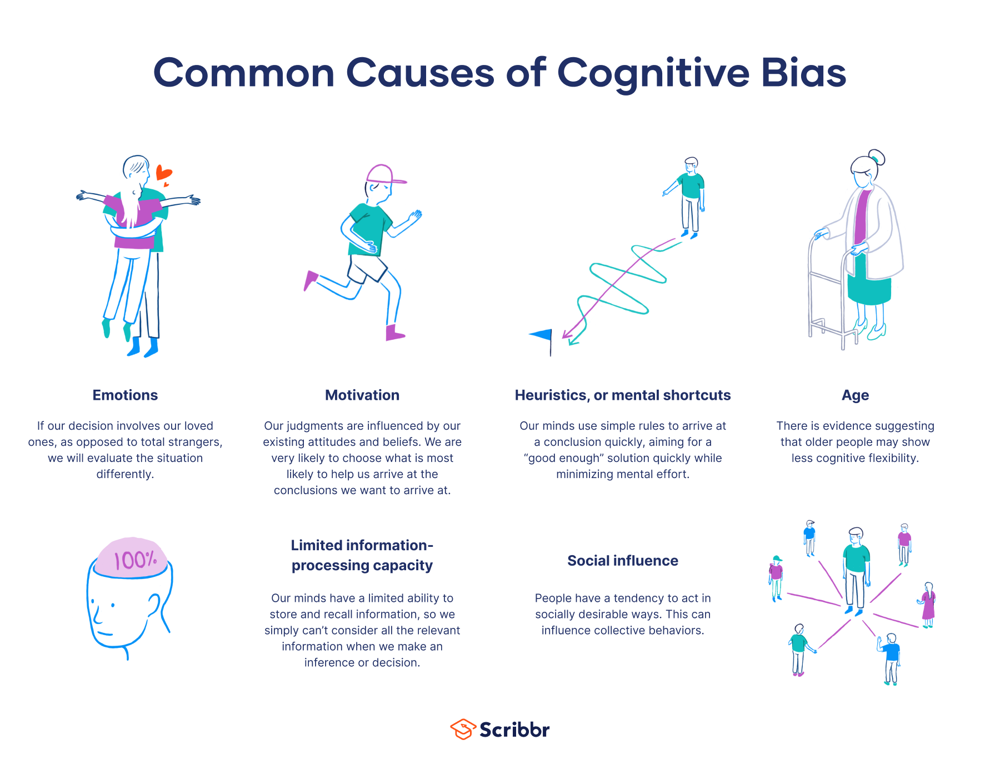 Common Causes of Cognitive Bias
Emotions
If our decision involves our loved
ones, as opposed to total strangers,
we will evaluate the situation
differently.
Motivation
Our judgments are influenced by our
existing attitudes and beliefs. We are
very likely to choose what is most
likely to help us arrive at the
conclusions we want to arrive at.
Heuristics, or mental shortcuts
Our minds use simple rules to arrive at
a conclusion quickly, aiming for a
“good enough” solution quickly while
minimizing mental effort.
Age
There is evidence suggesting
that older people may show
less cognitive flexibility.
100%
Limited information-
processing capacity
Our minds have a limited ability to
store and recall information, so we
simply can’t consider all the relevant
information when we make an
inference or decision.
Social influence
People have a tendency to act in
socially desirable ways. This can
influence collective behaviors.
Scribbr